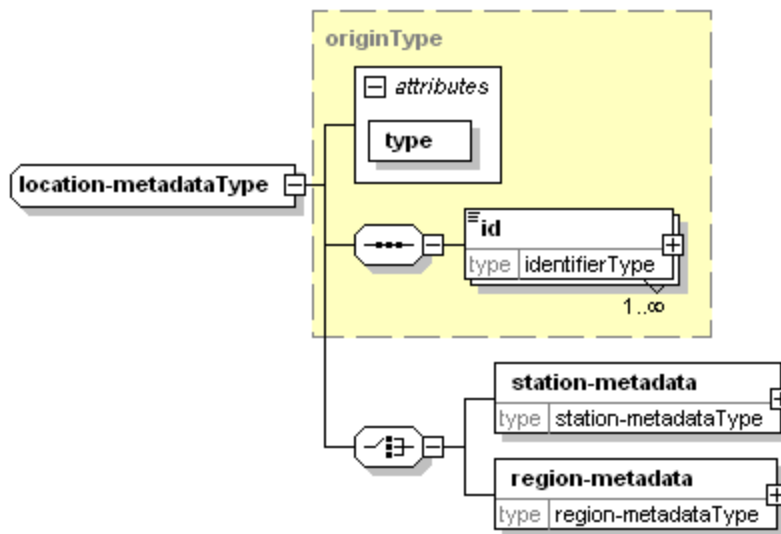 originType
attributes
type
location-metadataType
id
type identifierType
1..∞
station-metadata
type station-metadataType
region-metadata
type region-metadataType